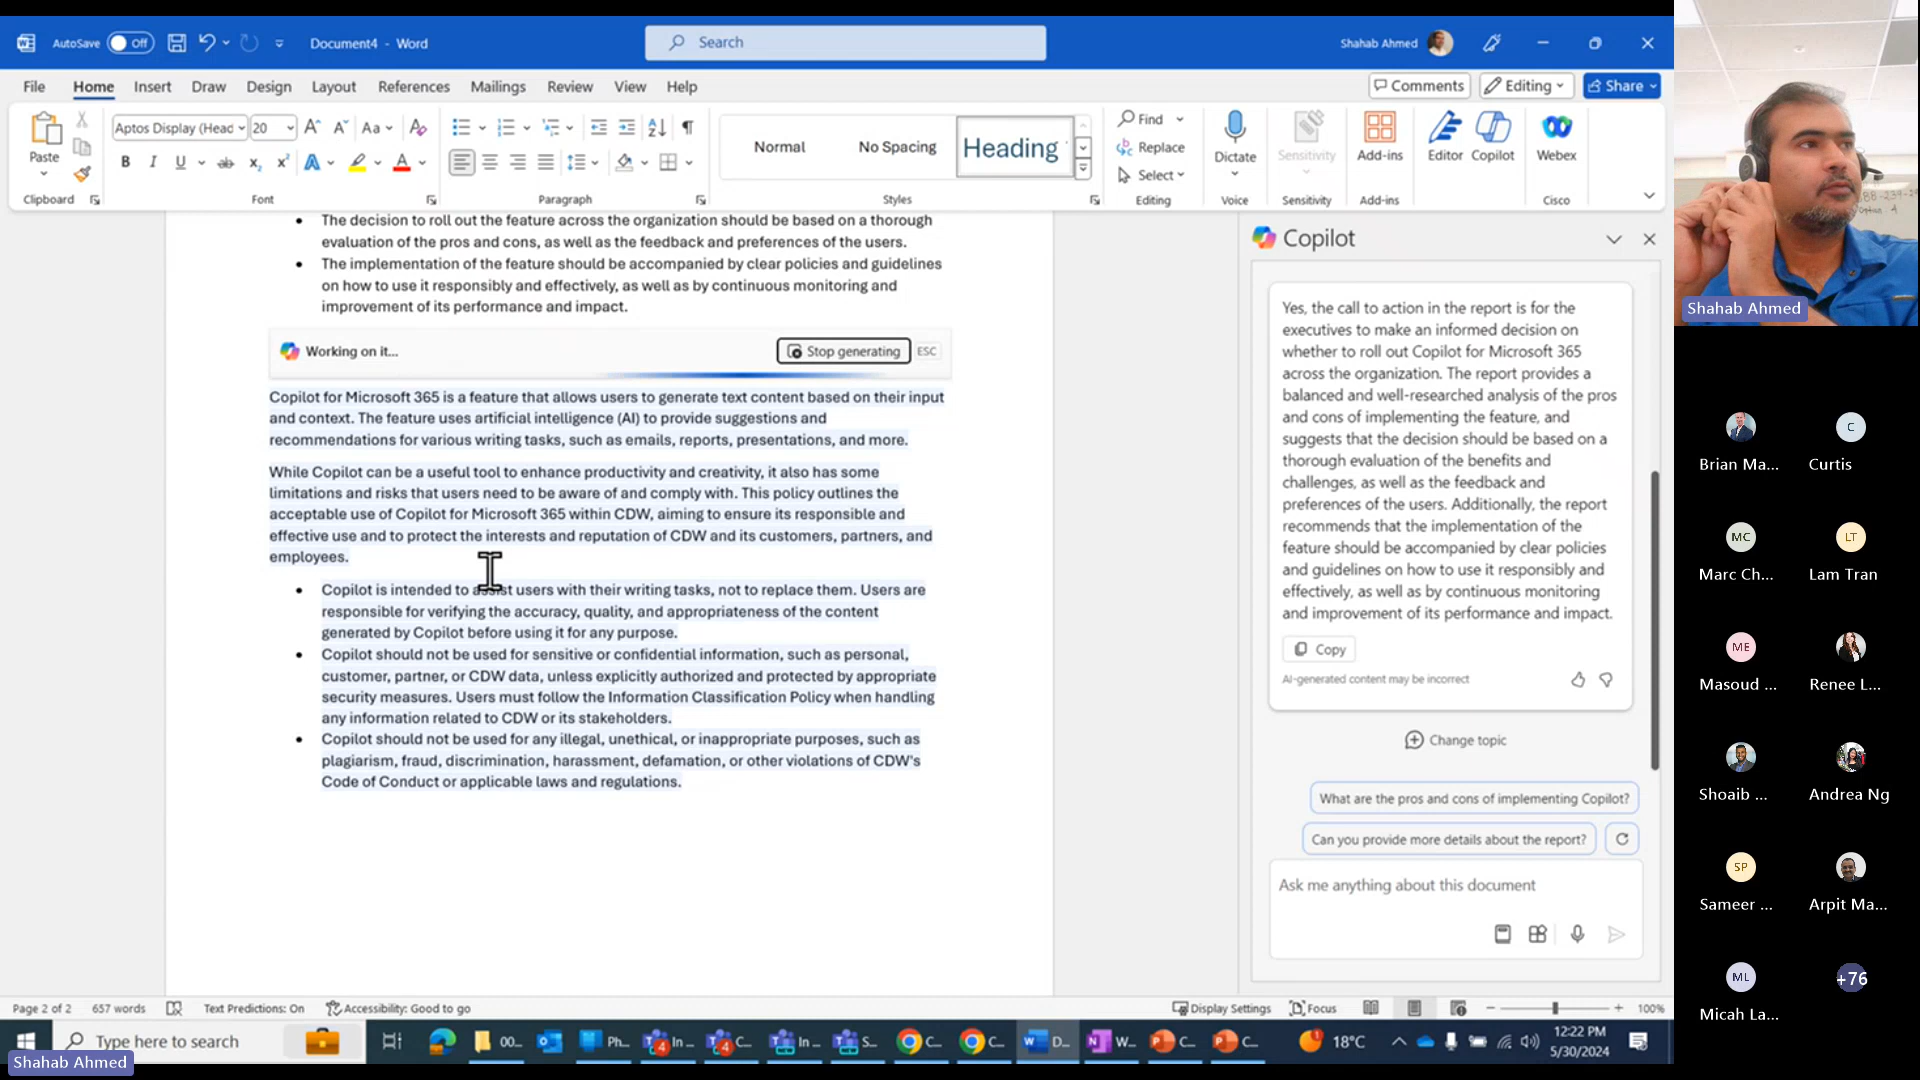 AutoSave Off Document4 - Word Search Shahab Ahmed
File Home Insert Draw Design Layout References Mailings Review View Help Comments Editing Share
Paste
Clipboard
Aptos Display (Head 20 Aa
Font
Paragraph
Normal No Spacing Heading
Styles
Find
Replace
Select
Editing
Dictate
Voice
Sensitivity
Sensitivity
Add-ins
Add-ins
Editor Copilot
Webex
Cisco
• The decision to roll out the feature across the organization should be based on a thorough
evaluation of the pros and cons, as well as the feedback and preferences of the users.
• The implementation of the feature should be accompanied by clear policies and guidelines
on how to use it responsibly and effectively, as well as by continuous monitoring and
improvement of its performance and impact.
Working on it... Stop generating ESC
Copilot for Microsoft 365 is a feature that allows users to generate text content based on their input
and context. The feature uses artificial intelligence (AI) to provide suggestions and
recommendations for various writing tasks, such as emails, reports, presentations, and more.
While Copilot can be a useful tool to enhance productivity and creativity, it also has some
limitations and risks that users need to be aware of and comply with. This policy outlines the
acceptable use of Copilot for Microsoft 365 within CDW, aiming to ensure its responsible and
effective use and to protect the interests and reputation of CDW and its customers, partners, and
employees.
• Copilot is intended to assist users with their writing tasks, not to replace them. Users are
responsible for verifying the accuracy, quality, and appropriateness of the content
generated by Copilot before using it for any purpose.
• Copilot should not be used for sensitive or confidential information, such as personal,
customer, partner, or CDW data, unless explicitly authorized and protected by appropriate
security measures. Users must follow the Information Classification Policy when handling
any information related to CDW or its stakeholders.
• Copilot should not be used for any illegal, unethical, or inappropriate purposes, such as
plagiarism, fraud, discrimination, harassment, defamation, or other violations of CDW's
Code of Conduct or applicable laws and regulations.
Copilot
Yes, the call to action in the report is for the
executives to make an informed decision on
whether to roll out Copilot for Microsoft 365
across the organization. The report provides a
balanced and well-researched analysis of the pros
and cons of implementing the feature, and
suggests that the decision should be based on a
thorough evaluation of the benefits and
challenges, as well as the feedback and
preferences of the users. Additionally, the report
recommends that the implementation of the
feature should be accompanied by clear policies
and guidelines on how to use it responsibly and
effectively, as well as by continuous monitoring
and improvement of its performance and impact.
Copy
AI-generated content may be incorrect
Change topic
What are the pros and cons of implementing Copilot?
Can you provide more details about the report?
Ask me anything about this document
Page 2 of 2 657 words Text Predictions: On Accessibility: Good to go Display Settings Focus 100%
Type here to search 00... Ph... In ... C... In ... S... C... C... D... W... C... C... 18°C 12:22 PM
5/30/2024
Shahab Ahmed
Shahab Ahmed
Brian Ma... C Curtis
MC Marc Ch... LT Lam Tran
ME Masoud ... Renee L...
Shoaib ... Andrea Ng
SP Sameer ... Arpit Ma...
ML Micah La... +76